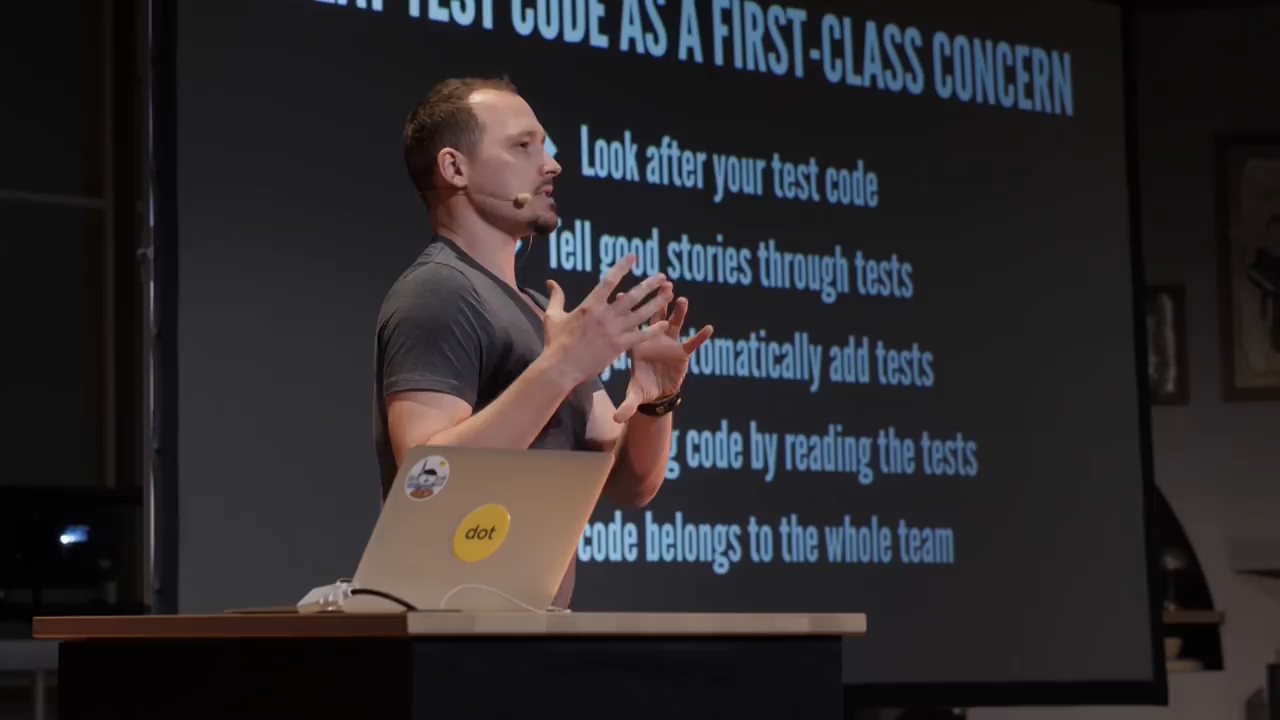 TEST CODE AS A FIRST-CLASS CONCERN
Look after your test code
Tell good stories through tests
add tests
code by reading the tests
code belongs to the whole team
dot